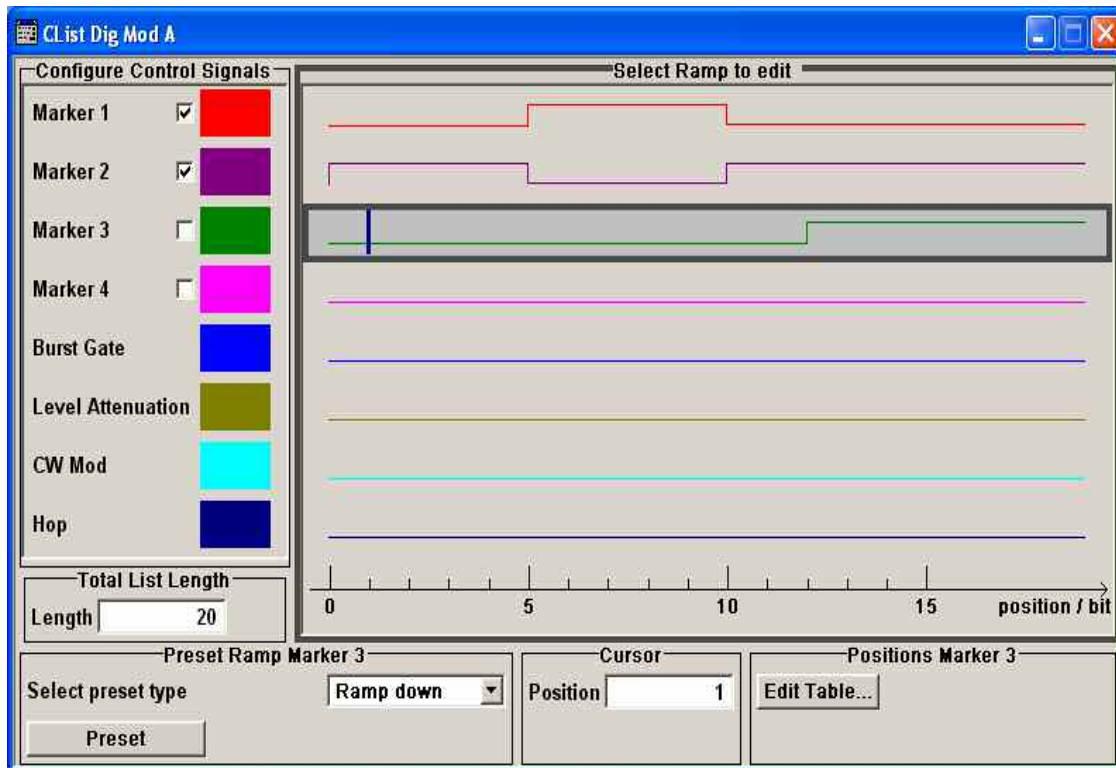 CList Dig Mod A
Configure Control Signals
Select Ramp to edit
Marker 1
Marker 2
Marker 3
Marker 4
Burst Gate
Level Attenuation
CW Mod
Hop
0 5 10 15 position / bit
Total List Length
Length 20
Preset Ramp Marker 3
Select preset type Ramp down
Preset
Cursor
Position 1
Positions Marker 3
Edit Table...